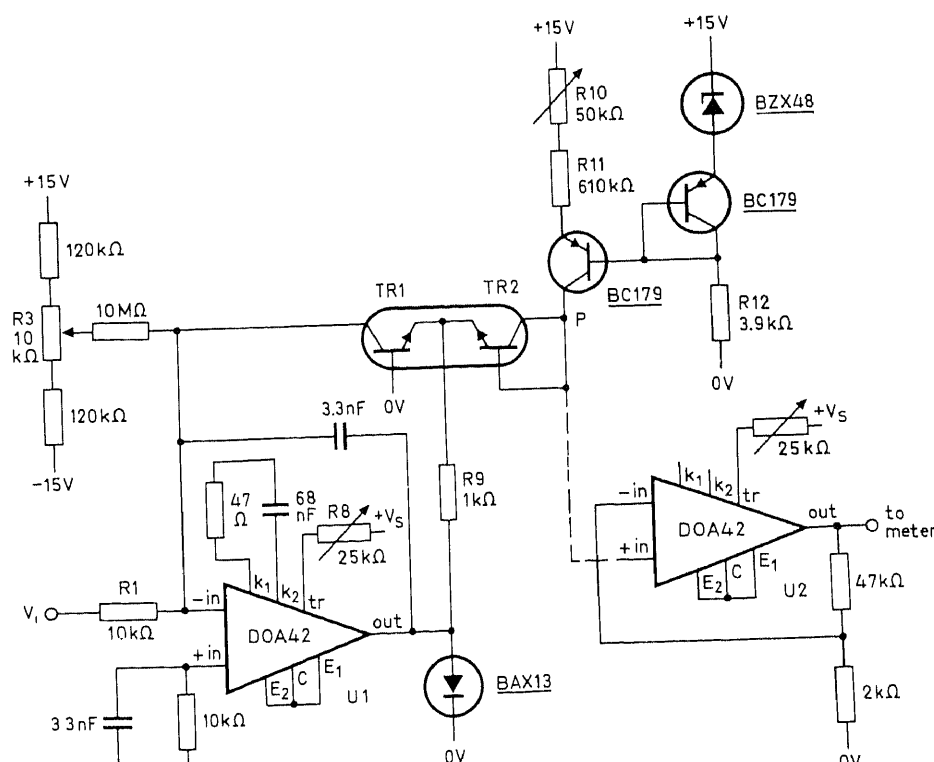 +15V
R10
50kΩ
R11
610kΩ
+15V
BZX48
BC179
BC179
R12
3.9kΩ
0V
P
+15V
120kΩ
R3
10
kΩ
10MΩ
120kΩ
-15V
TR1
TR2
0V
3.3nF
R9
1kΩ
47
Ω
68
nF
R8
+VS
25kΩ
k1
k2
tr
V1
R1
10kΩ
-in
+in
DOA42
out
E2
C
E1
U1
3.3nF
10kΩ
BAX13
0V
+VS
25kΩ
k1
k2
tr
-in
+in
DOA42
out
E2
C
E1
U2
to
meter
47kΩ
2kΩ
0V